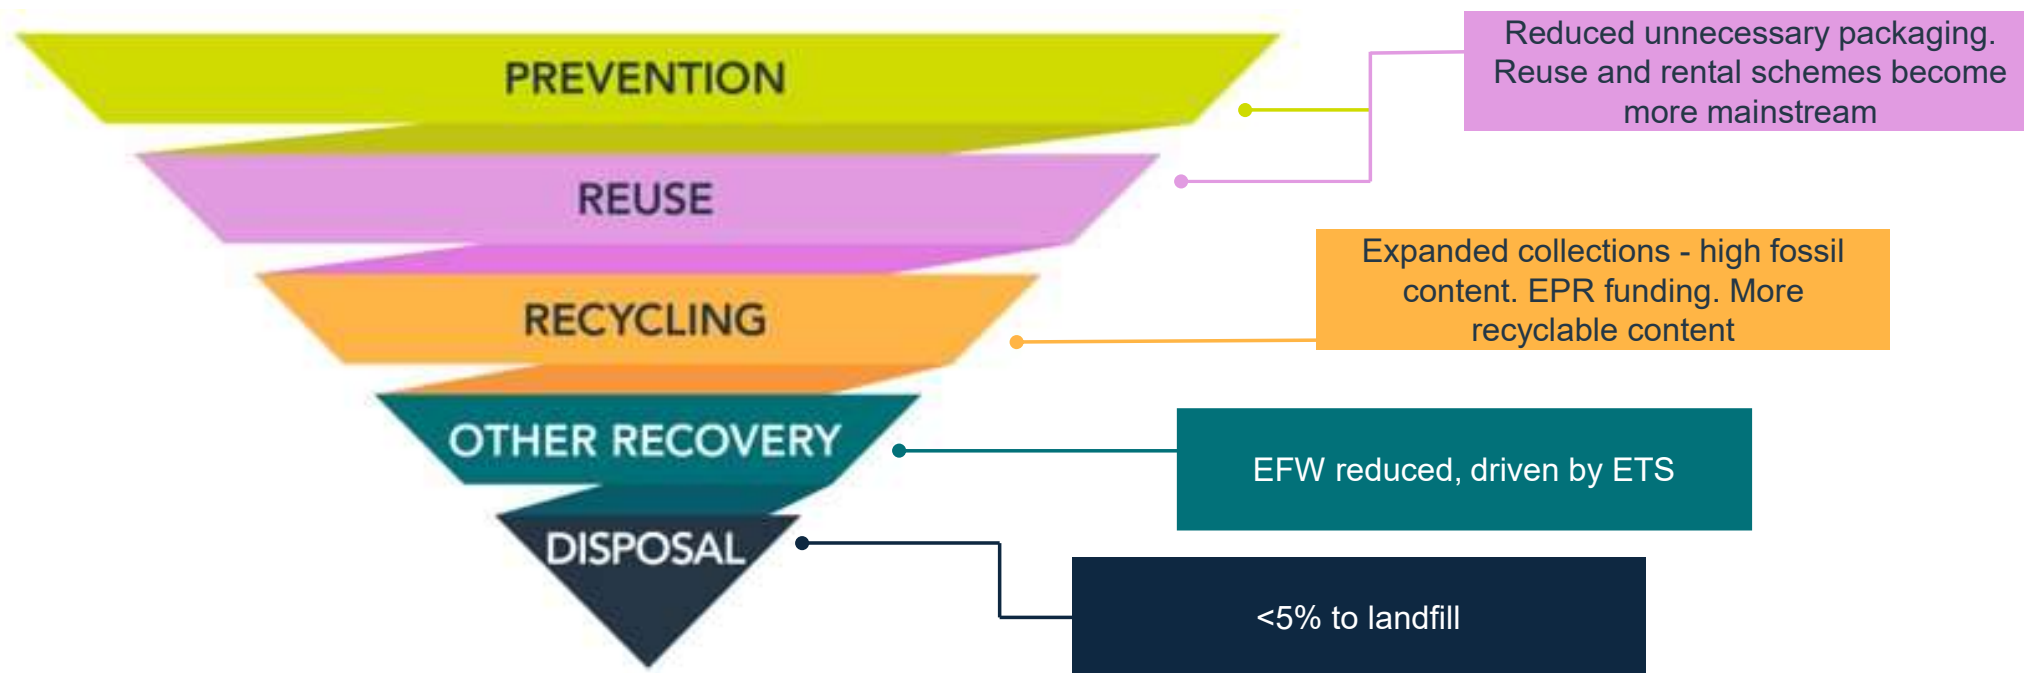 PREVENTION
Reduced unnecessary packaging.
Reuse and rental schemes become
more mainstream
REUSE
RECYCLING
Expanded collections - high fossil
content. EPR funding. More
recyclable content
OTHER RECOVERY
EFW reduced, driven by ETS
DISPOSAL
<5% to landfill